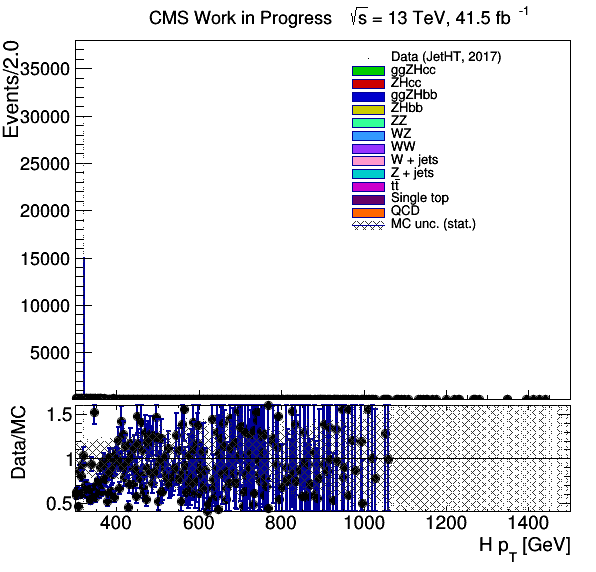 CMS Work in Progress √s = 13 TeV, 41.5 fb⁻¹
Events/2.0
35000
30000
25000
20000
15000
10000
5000
Data (JetHT, 2017)
ggZHcc
ZHcc
ggZHbb
ZHbb
ZZ
WZ
WW
W + jets
Z + jets
tt̄
Single top
QCD
MC unc. (stat.)
Data/MC
1.5
1
0.5
400 600 800 1000 1200 1400
H p_T [GeV]